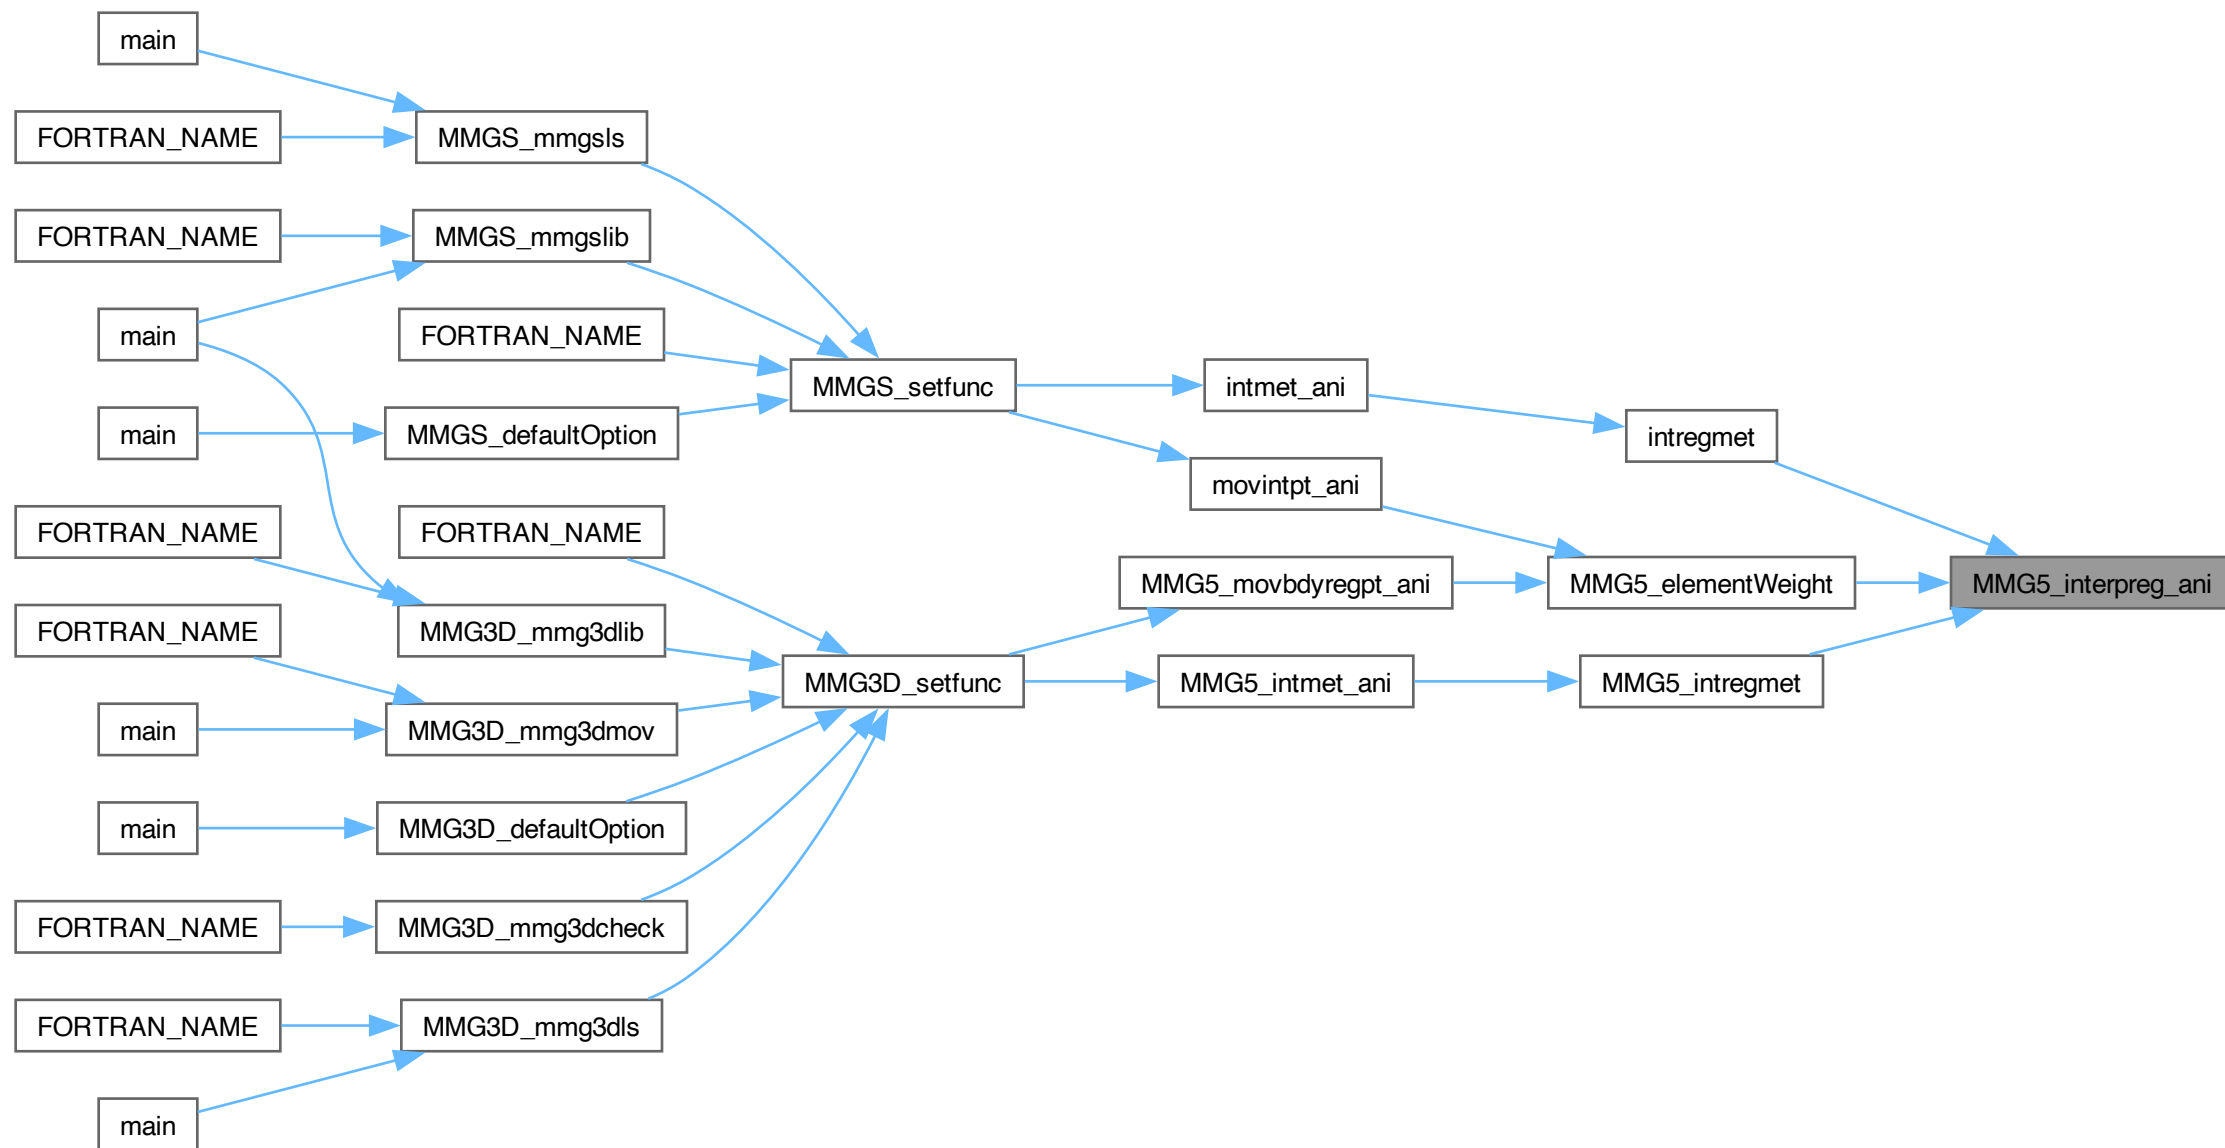 main
FORTRAN_NAME
MMGS_mmgsls
FORTRAN_NAME
MMGS_mmgslib
main
FORTRAN_NAME
MMGS_setfunc
intmet_ani
main
MMGS_defaultOption
intregmet
movintpt_ani
FORTRAN_NAME
FORTRAN_NAME
MMG5_movbdyregpt_ani
MMG5_elementWeight
MMG5_interpreg_ani
FORTRAN_NAME
MMG3D_mmg3dlib
MMG3D_setfunc
MMG5_intmet_ani
MMG5_intregmet
main
MMG3D_mmg3dmov
main
MMG3D_defaultOption
FORTRAN_NAME
MMG3D_mmg3dcheck
FORTRAN_NAME
MMG3D_mmg3dls
main